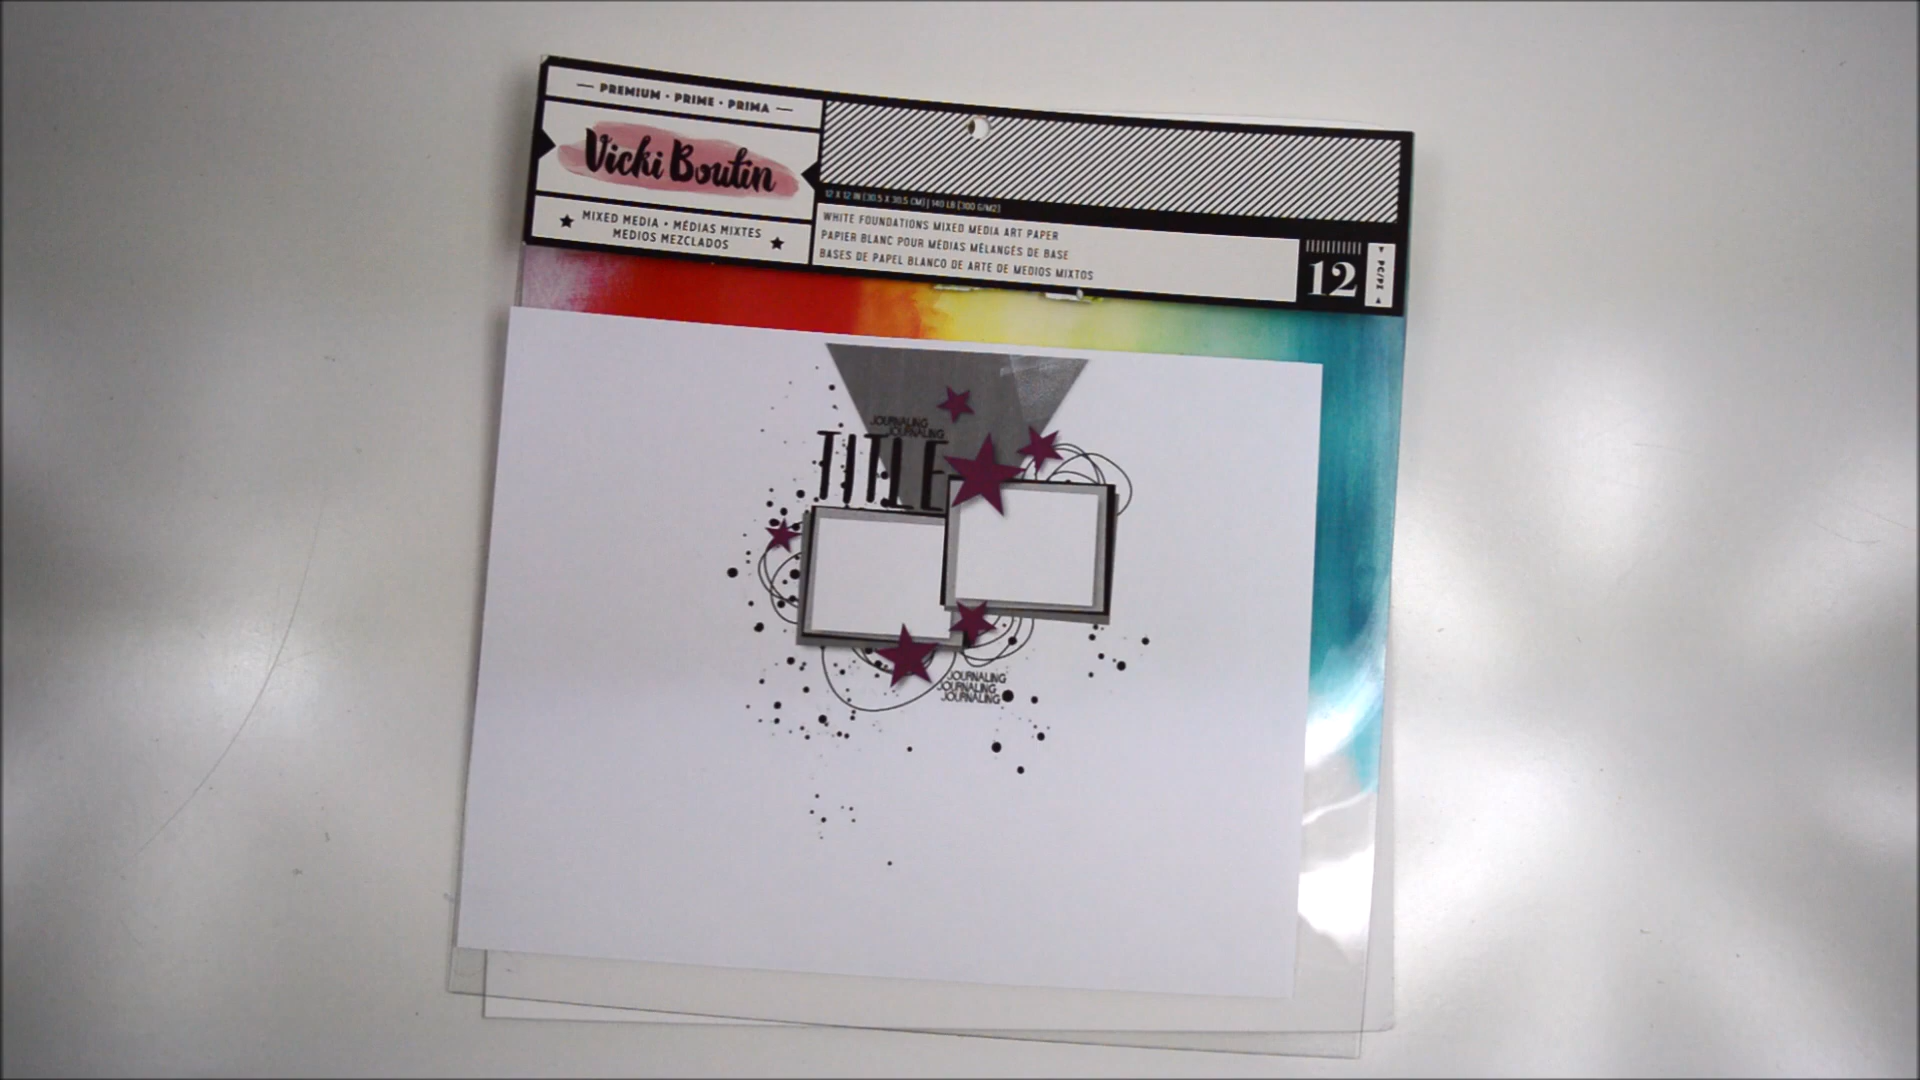 PREMIUM • PRIME • PRIMA
Vicki Boutin
MIXED MEDIA • MÉDIAS MIXTES
MEDIOS MEZCLADOS
12 X 12 IN (30.5 X 30.5 CM) | 140 LB (300 G/M2)
WHITE FOUNDATIONS MIXED MEDIA ART PAPER
PAPIER BLANC POUR MÉDIAS MÉLANGÉS DE BASE
BASES DE PAPEL BLANCO DE ARTE DE MEDIOS MIXTOS
12
PC/PZ
JOURNALING
JOURNALING
TITLE
JOURNALING
JOURNALING
JOURNALING